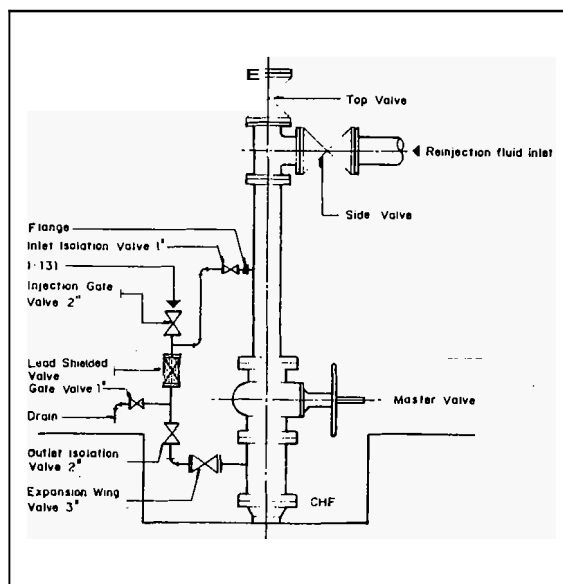 Top Valve
Reinjection fluid inlet
Side Valve
Flange
Inlet Isolation Valve 1"
I-131
Injection Gate
Valve 2"
Lead Shielded
Valve
Gate Valve 1"
Drain
Master Valve
Outlet Isolation
Valve 2"
Expansion Wing
Valve 3"
CHF